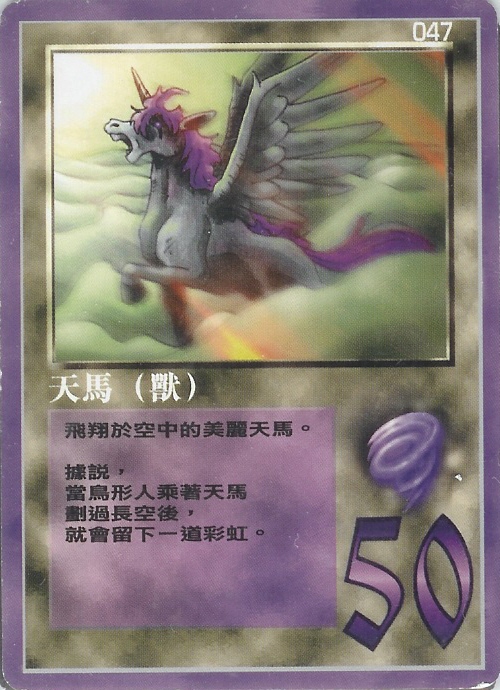 047
天馬（獸）
飛翔於空中的美麗天馬。
據説，
當鳥形人乘著天馬
劃過長空後，
就會留下一道彩虹。
50